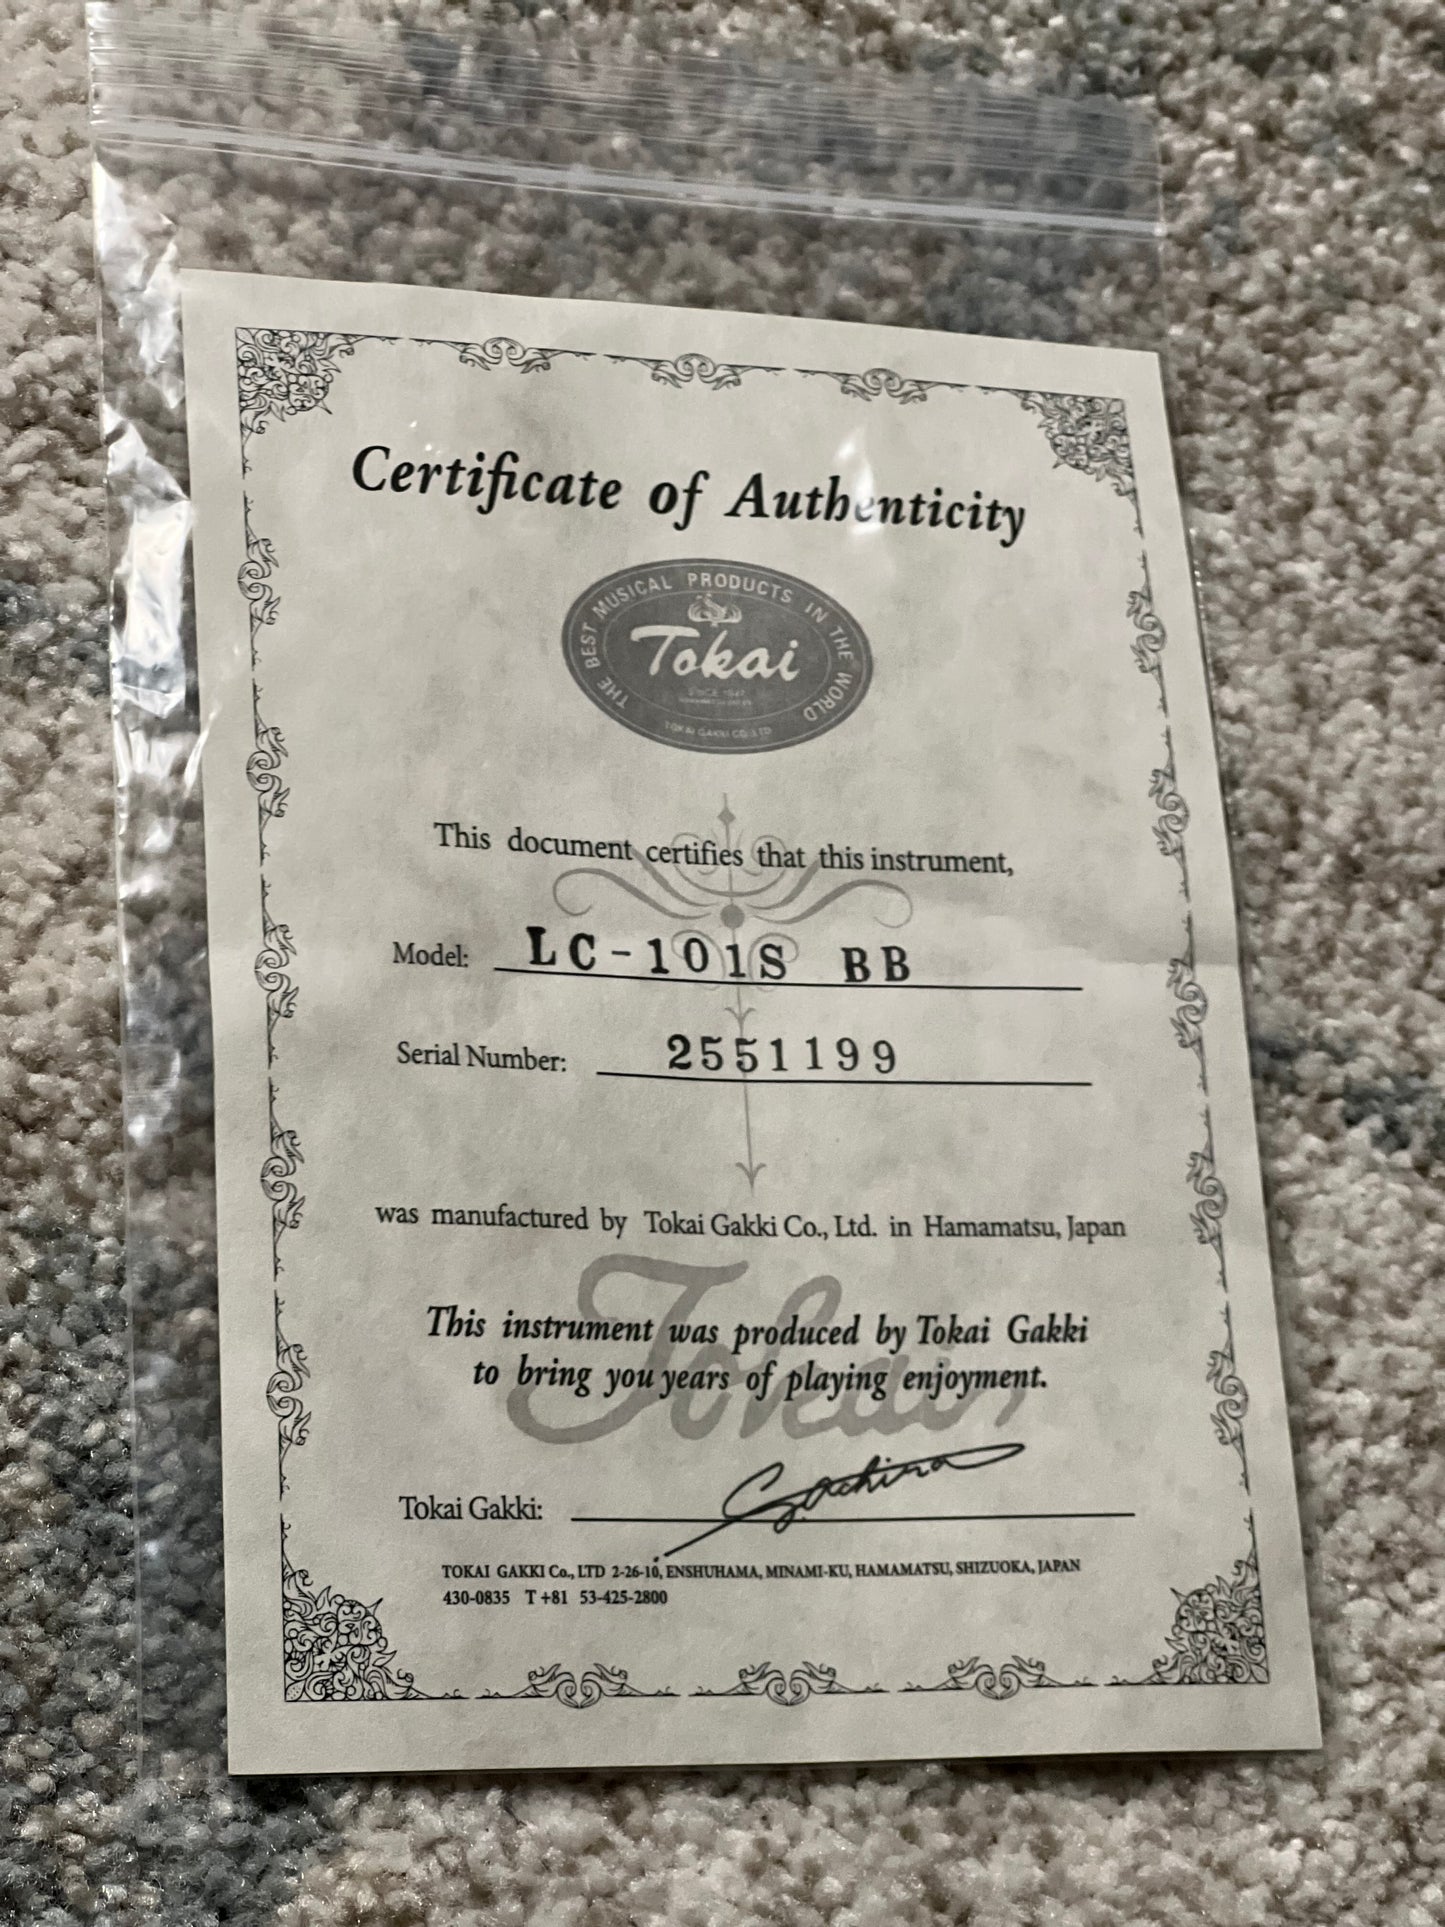 Certificate of Authenticity
THE BEST MUSICAL PRODUCTS IN THE WORLD
Tokai
SINCE 1947
TOKAI GAKKI CO., LTD
This document certifies that this instrument,
Model: LC-101S BB
Serial Number: 2551199
was manufactured by Tokai Gakki Co., Ltd. in Hamamatsu, Japan
Tokai
This instrument was produced by Tokai Gakki
to bring you years of playing enjoyment.
Tokai Gakki:
TOKAI GAKKI Co., LTD 2-26-10, ENSHUHAMA, MINAMI-KU, HAMAMATSU, SHIZUOKA, JAPAN
430-0835 T +81 53-425-2800